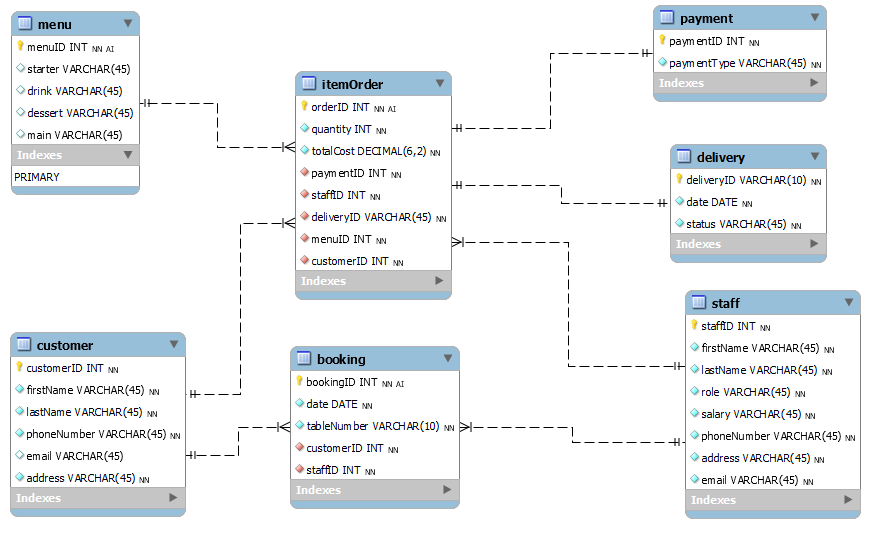 menu
menuID INT NN AI
starter VARCHAR(45)
drink VARCHAR(45)
dessert VARCHAR(45)
main VARCHAR(45)
Indexes
PRIMARY
itemOrder
orderID INT NN AI
quantity INT NN
totalCost DECIMAL(6,2) NN
paymentID INT NN
staffID INT NN
deliveryID VARCHAR(45) NN
menuID INT NN
customerID INT NN
Indexes
payment
paymentID INT NN
paymentType VARCHAR(45) NN
Indexes
delivery
deliveryID VARCHAR(10) NN
date DATE NN
status VARCHAR(45) NN
Indexes
customer
customerID INT NN
firstName VARCHAR(45) NN
lastName VARCHAR(45) NN
phoneNumber VARCHAR(45) NN
email VARCHAR(45)
address VARCHAR(45) NN
Indexes
booking
bookingID INT NN AI
date DATE NN
tableNumber VARCHAR(10) NN
customerID INT NN
staffID INT NN
Indexes
staff
staffID INT NN
firstName VARCHAR(45) NN
lastName VARCHAR(45) NN
role VARCHAR(45) NN
salary VARCHAR(45) NN
phoneNumber VARCHAR(45) NN
address VARCHAR(45) NN
email VARCHAR(45) NN
Indexes